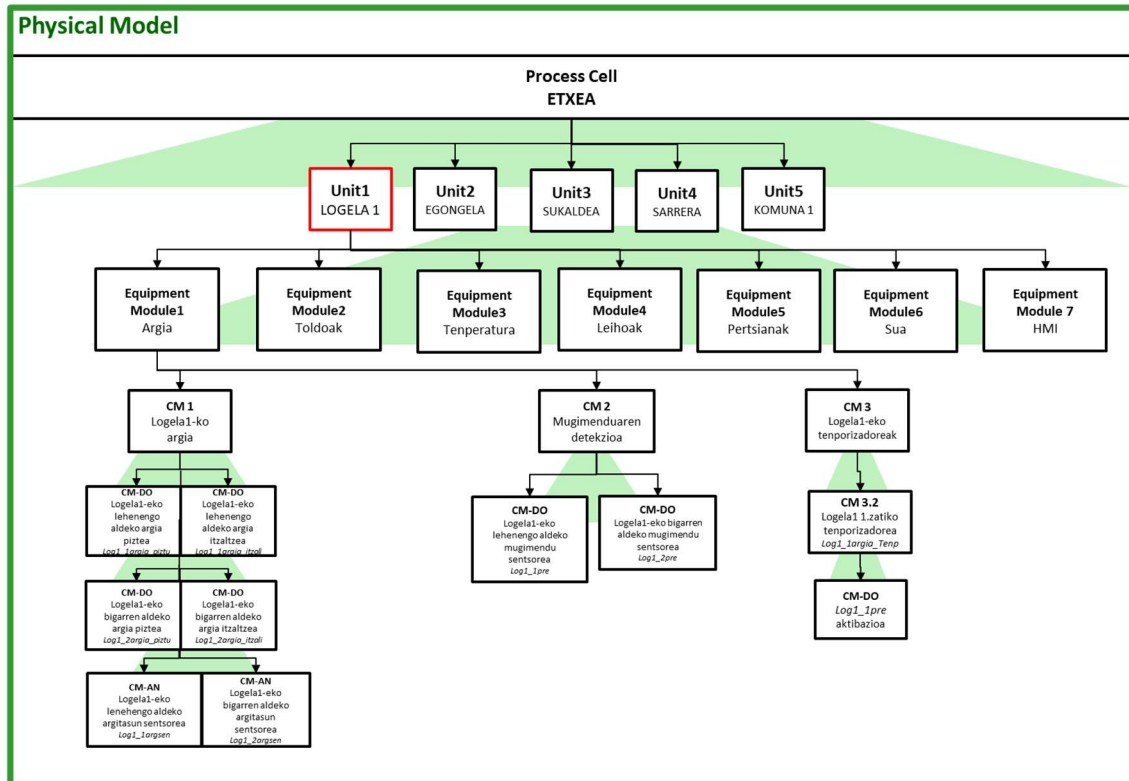 Physical Model
Process Cell
ETXEA
Unit1
LOGELA 1
Unit2
EGONGELA
Unit3
SUKALDEA
Unit4
SARRERA
Unit5
KOMUNA 1
Equipment
Module1
Argia
Equipment
Module2
Toldoak
Equipment
Module3
Tenperatura
Equipment
Module4
Leihoak
Equipment
Module5
Pertsianak
Equipment
Module6
Sua
Equipment
Module 7
HMI
CM 1
Logela1-ko
argia
CM 2
Mugimenduaren
detekzioa
CM 3
Logela1-eko
tenporizadoreak
CM-DO
Logela1-eko
lehenengo
aldeko argia
piztea
Log1_1argia_piztu
CM-DO
Logela1-eko
lehenengo
aldeko argia
itzaltzea
Log1_1argia_itzali
CM-DO
Logela1-eko
lehenengo aldeko
mugimendu
sentsorea
Log1_1pre
CM-DO
Logela1-eko bigarren
aldeko mugimendu
sentsorea
Log1_2pre
CM 3.2
Logela1 1.zatiko
tenporizadorea
Log1_1argia_Tenp
CM-DO
Logela1-eko
bigarren aldeko
argia piztea
Log1_2argia_piztu
CM-DO
Logela1-eko
bigarren aldeko
argia itzaltzea
Log1_2argia_itzali
CM-DO
Log1_1pre
aktibazioa
CM-AN
Logela1-eko
lenehengo aldeko
argitasun sentsorea
Log1_1argsen
CM-AN
Logela1-eko
bigarren aldeko
argitasun
sentsorea
Log1_2argsen